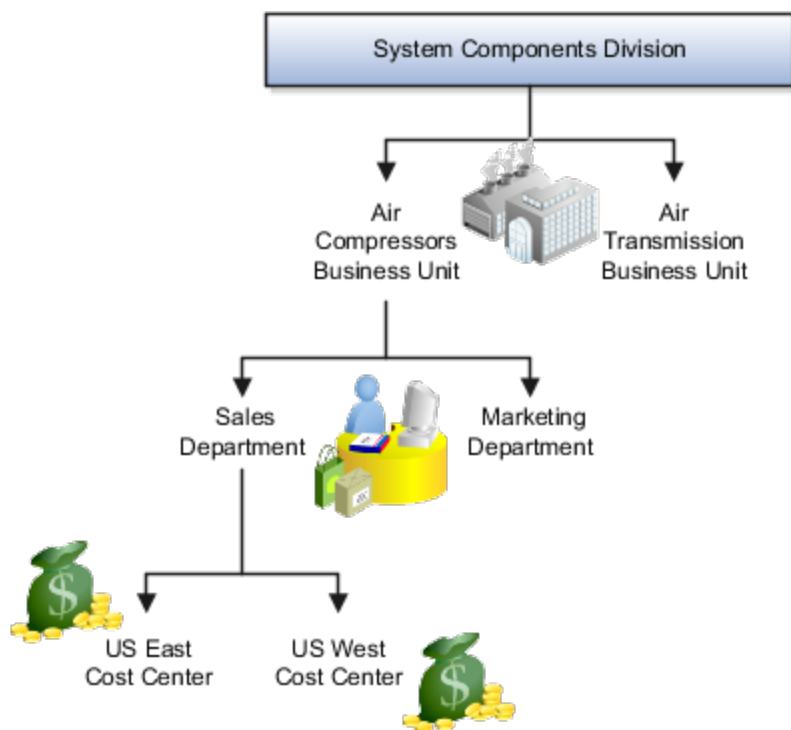 System Components Division
Air
Compressors
Business Unit
Air
Transmission
Business Unit
Sales
Department
Marketing
Department
$
US East
Cost Center
US West
Cost Center
$